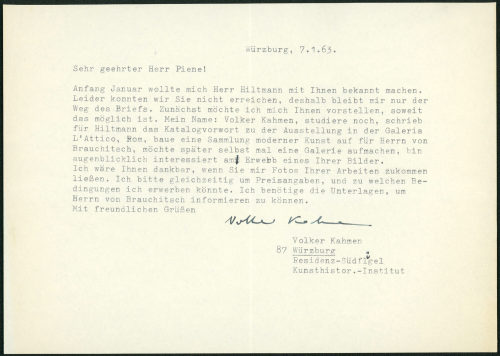 Würzburg, 7.1.63.
Sehr geehrter Herr Piene!
Anfang Januar wollte mich Herr Hiltmann mit Ihnen bekannt machen.
Leider konnten wir Sie nicht erreichen, deshalb bleibt mir nur der
Weg des Briefs. Zunächst möchte ich mich Ihnen vorstellen, soweit
das möglich ist. Mein Name: Volker Kahmen, studiere noch, schrieb
für Hiltmann das Katalogvorwort zu der Ausstellung in der Galeria
L'Attico, Rom, baue eine Sammlung moderner Kunst auf für Herrn von
Brauchitsch, möchte später selbst mal eine Galerie aufmachen, bin
augenblicklich interessiert am Erwebb eines Ihrer Bilder.
Ich wäre Ihnen dankbar, wenn Sie mir Fotos Ihrer Arbeiten zukommen
ließen. Ich bitte gleichzeitig um Preisangaben, und zu welchen Be-
dingungen ich erwerben könnte. Ich benötige die Unterlagen, um
Herrn von Brauchitsch informieren zu können.
Mit freundlichen Grüßen
Volker Kahmen
Volker Kahmen
87 Würzburg
Residenz-Südflügel
Kunsthistor.-Institut